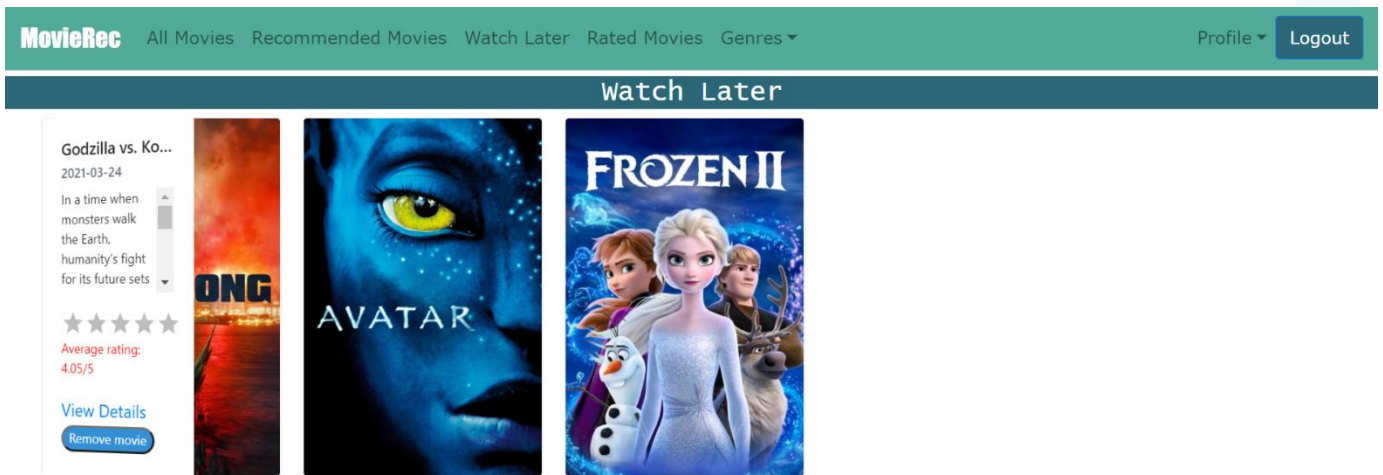 MovieRec All Movies Recommended Movies Watch Later Rated Movies Genres Profile Logout
Watch Later
Godzilla vs. Ko...
2021-03-24
In a time when
monsters walk
the Earth,
humanity's fight
for its future sets
Average rating:
4.05/5
View Details
Remove movie
ONG
AVATAR
FROZEN II